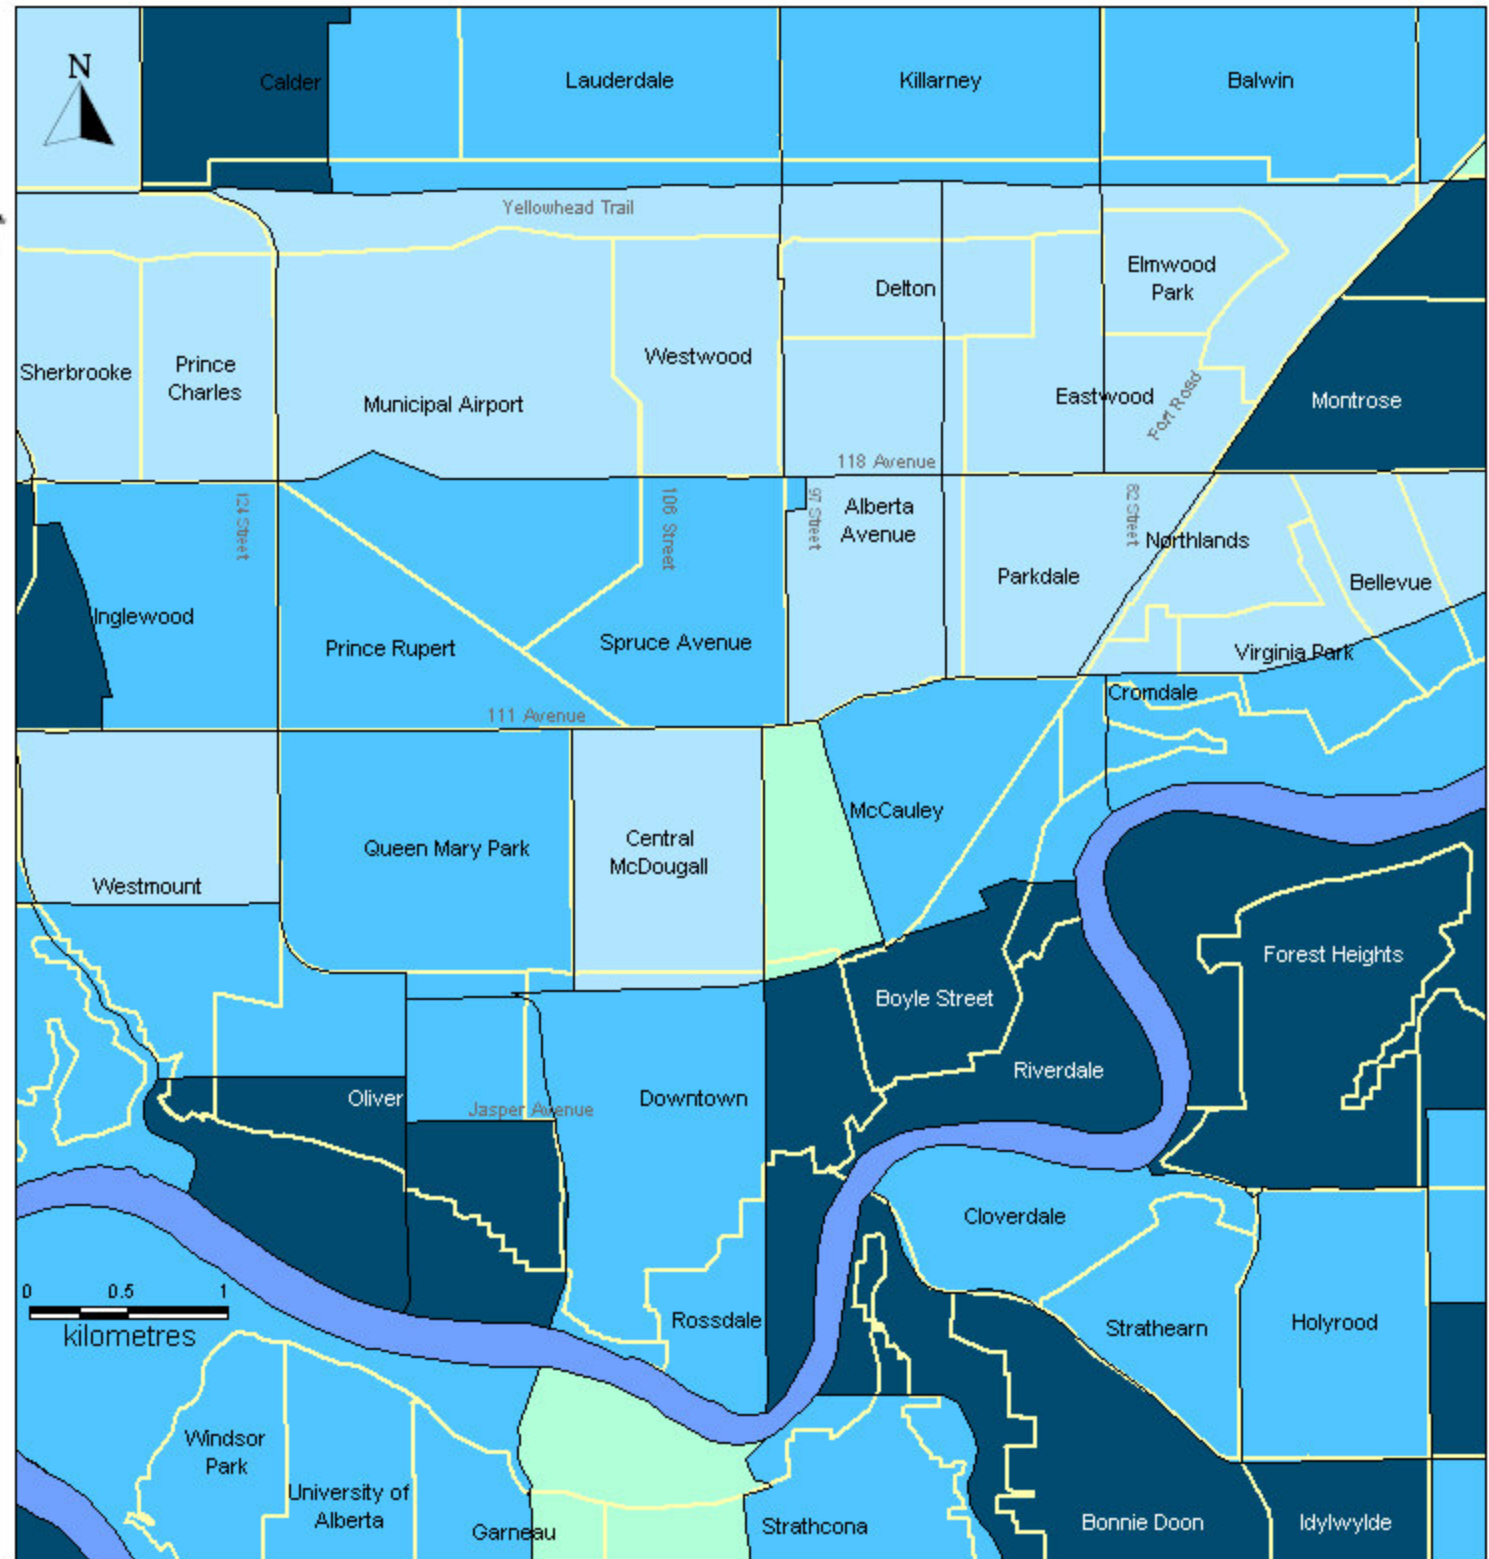 N
Calder
Lauderdale
Killarney
Balwin
Yellowhead Trail
Elmwood
Park
Delton
Sherbrooke
Prince
Charles
Westwood
Municipal Airport
Eastwood
Fort Road
Montrose
118 Avenue
124 Street
106 Street
97 Street
82 Street
Alberta
Avenue
Northlands
Parkdale
Bellevue
Inglewood
Prince Rupert
Spruce Avenue
Virginia Park
Cromdale
111 Avenue
McCauley
Queen Mary Park
Central
McDougall
Westmount
Forest Heights
Boyle Street
Riverdale
Oliver
Jasper Avenue
Downtown
Cloverdale
0 0.5 1
kilometres
Rossdale
Strathearn
Holyrood
Windsor
Park
University of
Alberta
Garneau
Strathcona
Bonnie Doon
Idylwylde